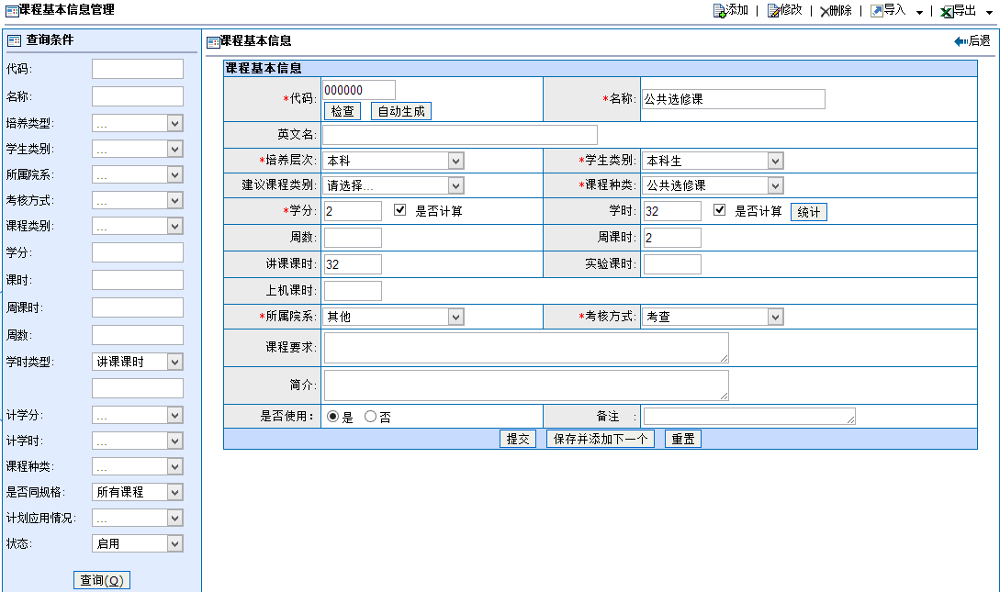 课程基本信息管理
添加 | 修改 | 删除 | 导入 | 导出
查询条件
代码:
名称:
培养类型: ...
学生类别: ...
所属院系: ...
考核方式: ...
课程类别: ...
学分:
课时:
周课时:
周数:
学时类型: 讲课课时
计学分: ...
计学时: ...
课程种类: ...
是否同规格: 所有课程
计划应用情况: ...
状态: 启用
查询(Q)
课程基本信息
后退
课程基本信息
*代码: 000000
检查 自动生成
*名称: 公共选修课
英文名:
*培养层次: 本科 *学生类别: 本科生
建议课程类别: 请选择... *课程种类: 公共选修课
*学分: 2 是否计算 学时: 32 是否计算 统计
周数: 周课时: 2
讲课课时: 32 实验课时:
上机课时:
*所属院系: 其他 *考核方式: 考查
课程要求:
简介:
是否使用: 是 否 备注 :
提交 保存并添加下一个 重置